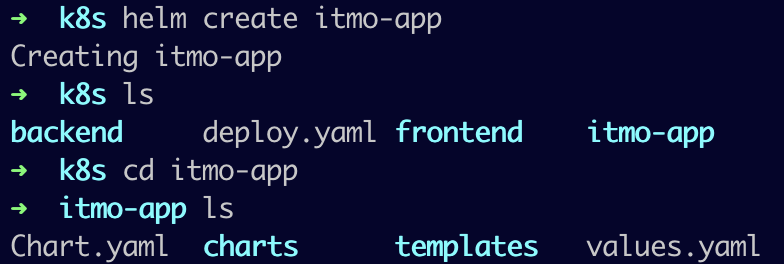 ➜ k8s helm create itmo-app
Creating itmo-app
➜ k8s ls
backend deploy.yaml frontend itmo-app
➜ k8s cd itmo-app
➜ itmo-app ls
Chart.yaml charts templates values.yaml